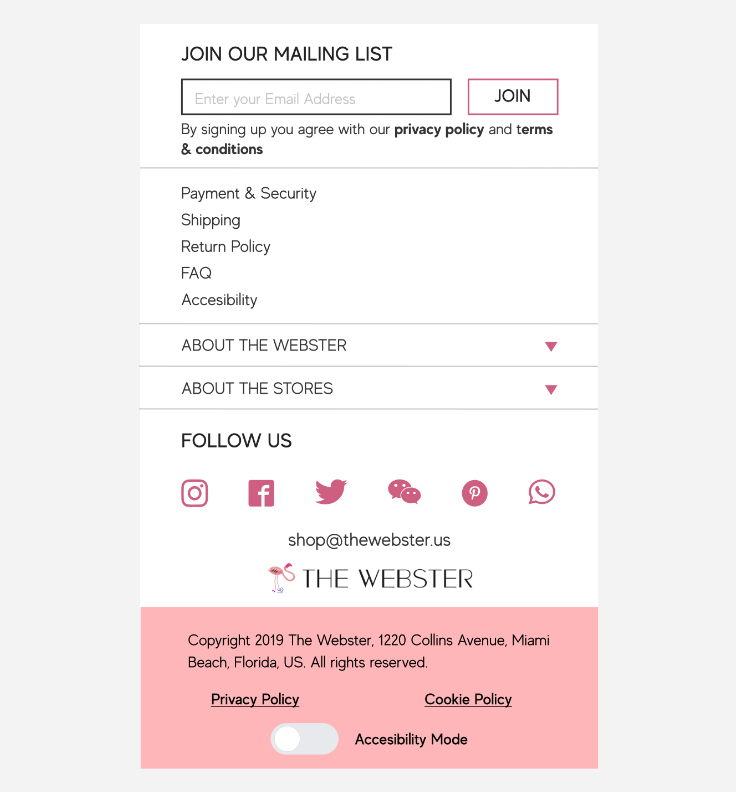 JOIN OUR MAILING LIST
Enter your Email Address
JOIN
By signing up you agree with our privacy policy and terms
& conditions
Payment & Security
Shipping
Return Policy
FAQ
Accesibility
ABOUT THE WEBSTER
ABOUT THE STORES
FOLLOW US
shop@thewebster.us
THE WEBSTER
Copyright 2019 The Webster, 1220 Collins Avenue, Miami
Beach, Florida, US. All rights reserved.
Privacy Policy
Cookie Policy
Accesibility Mode